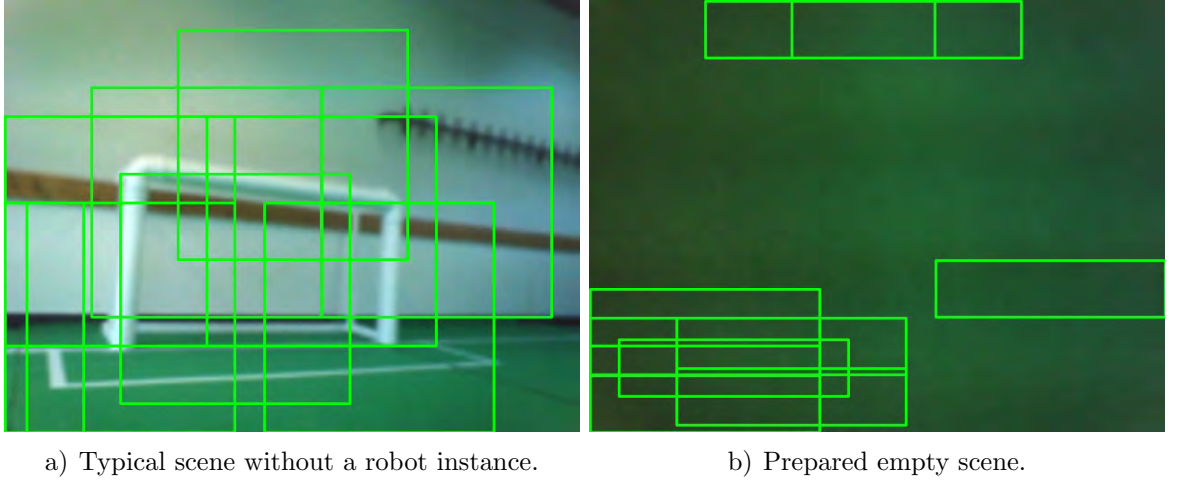 a) Typical scene without a robot instance.
b) Prepared empty scene.